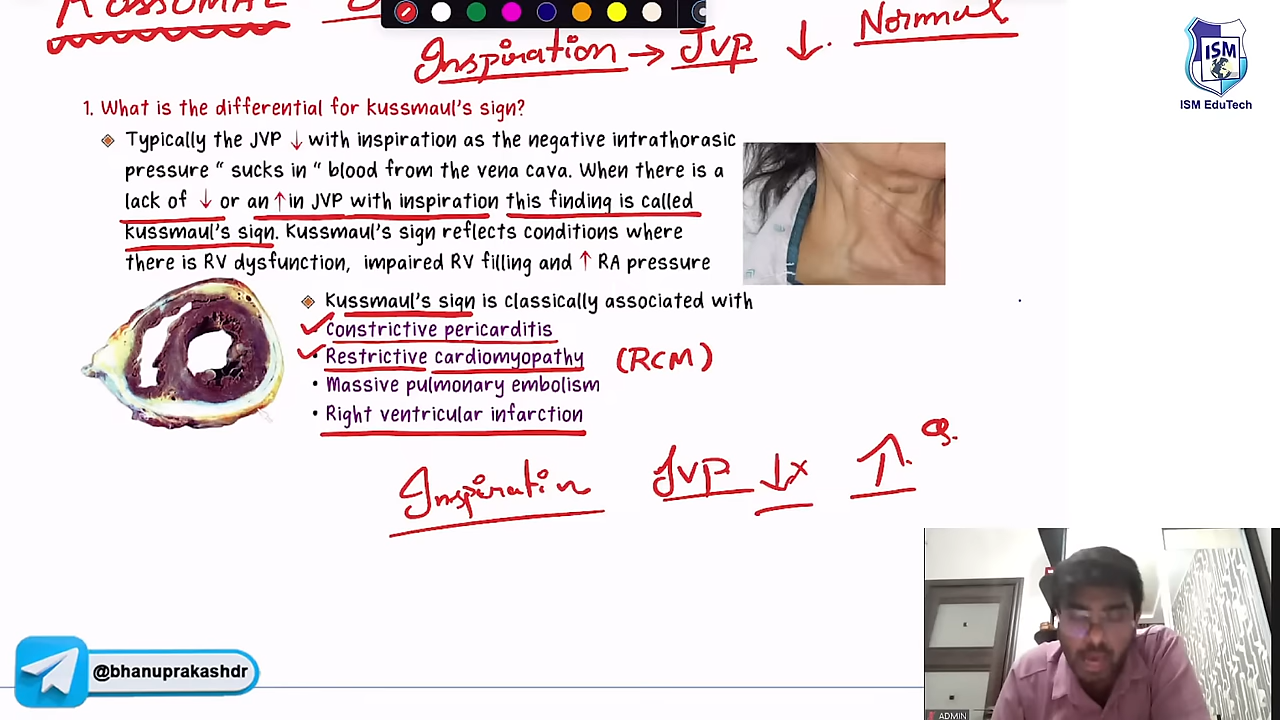 KUSSMAUL
Inspiration → JVP ↓. Normal
ISM
ISM EduTech
1. What is the differential for kussmaul's sign?
Typically the JVP ↓ with inspiration as the negative intrathorasic
pressure " sucks in " blood from the vena cava. When there is a
lack of ↓ or an ↑ in JVP with inspiration this finding is called
kussmaul's sign. Kussmaul's sign reflects conditions where
there is RV dysfunction, impaired RV filling and ↑ RA pressure
Kussmaul's sign is classically associated with
Constrictive pericarditis
• Restrictive cardiomyopathy (RCM)
• Massive pulmonary embolism
• Right ventricular infarction
Inspiration JVP ↓x ↑.
@bhanuprakashdr
ADMIN